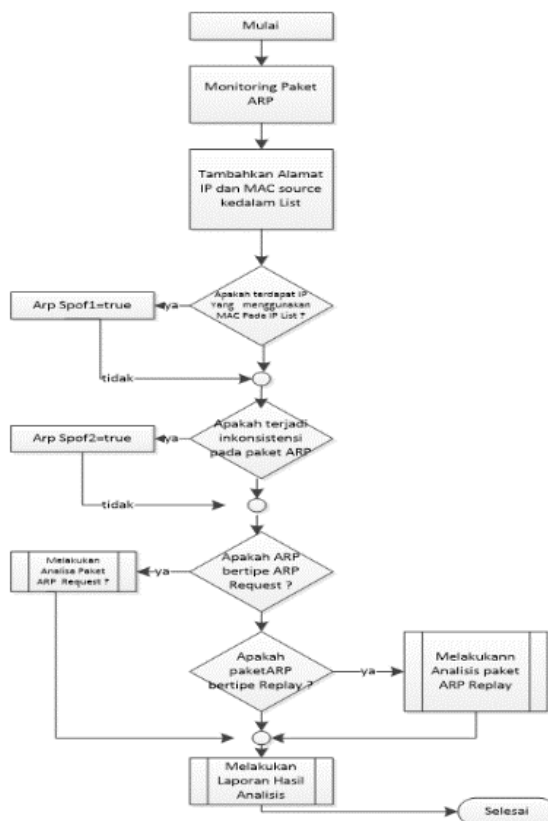 Mulai
Monitoring Paket
ARP
Tambahkan Alamat
IP dan MAC source
kedalam List
Apakah terdapat IP
Yang menggunakan
MAC Pada IP List ?
ya
Arp Spof1=true
tidak
Apakah terjadi
inkonsistensi
pada paket ARP
ya
Arp Spof2=true
tidak
Apakah ARP
bertipe ARP
Request ?
ya
Melakukan
Analisa Paket
ARP Request ?
Apakah
paketARP
bertipe Replay ?
ya
Melakukann
Analisis paket
ARP Replay
Melakukan
Laporan Hasil
Analisis
Selesai